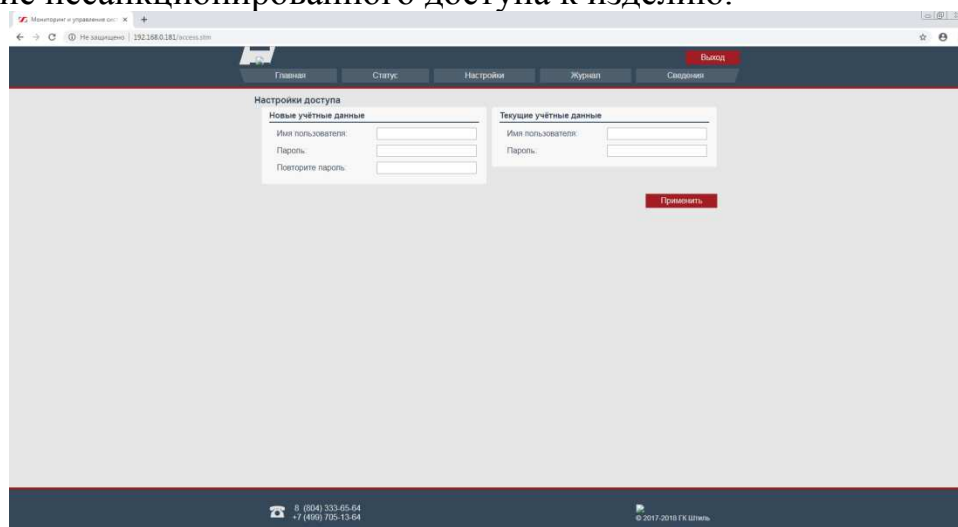 несанкционированного доступа к изделию.
Мониторинг и управление сис
Не защищено | 192.168.0.181/access.stm
Выход
Главная Статус Настройки Журнал Сведения
Настройки доступа
Новые учётные данные
Имя пользователя:
Пароль:
Повторите пароль:
Текущие учётные данные
Имя пользователя:
Пароль:
Применить
8 (804) 333-65-64
+7 (499) 705-13-64
© 2017-2018 ГК Штиль